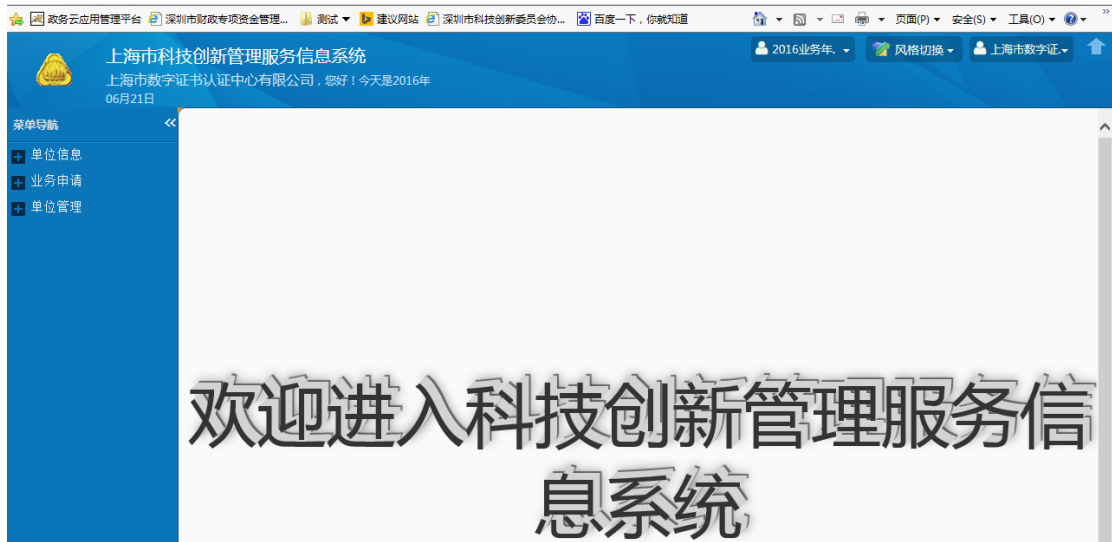 政务云应用管理平台 深圳市财政专项资金管理... 测试 建议网站 深圳市科技创新委员会协... 百度一下，你就知道 页面(P) 安全(S) 工具(O) »
上海市科技创新管理服务信息系统 2016业务年. 风格切换 上海市数字证.
上海市数字证书认证中心有限公司，您好！今天是2016年
06月21日
菜单导航 «
单位信息
业务申请
单位管理
欢迎进入科技创新管理服务信
息系统